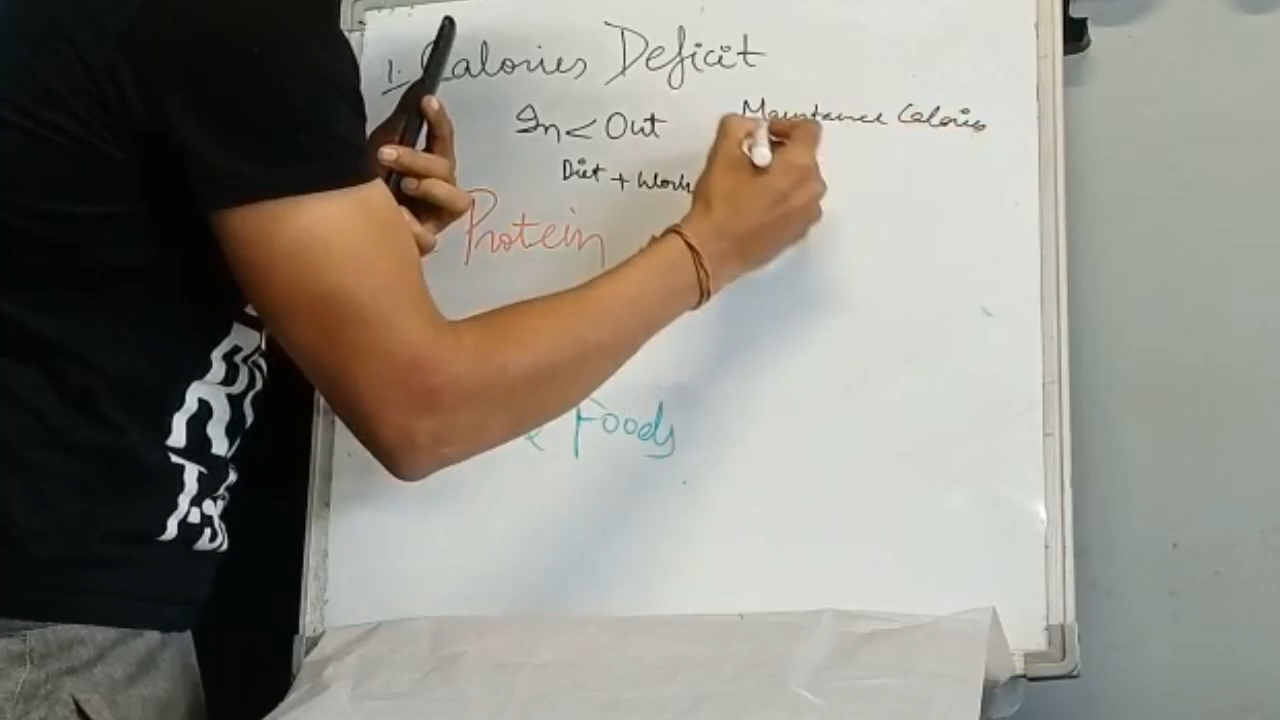 1. Calories Deficit
In < Out
Maintance Calories
Diet + Work
Protein
Foods